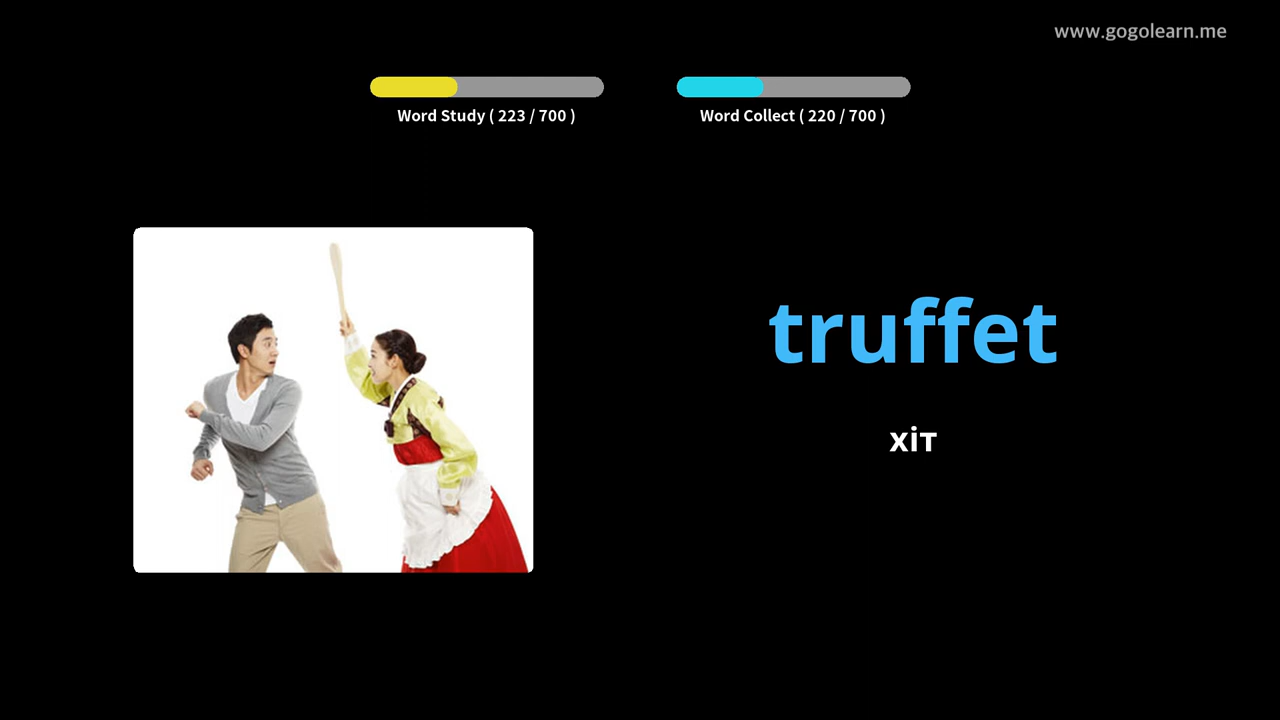 www.gogolearn.me
Word Study ( 223 / 700 )
Word Collect ( 220 / 700 )
truffet
хіт